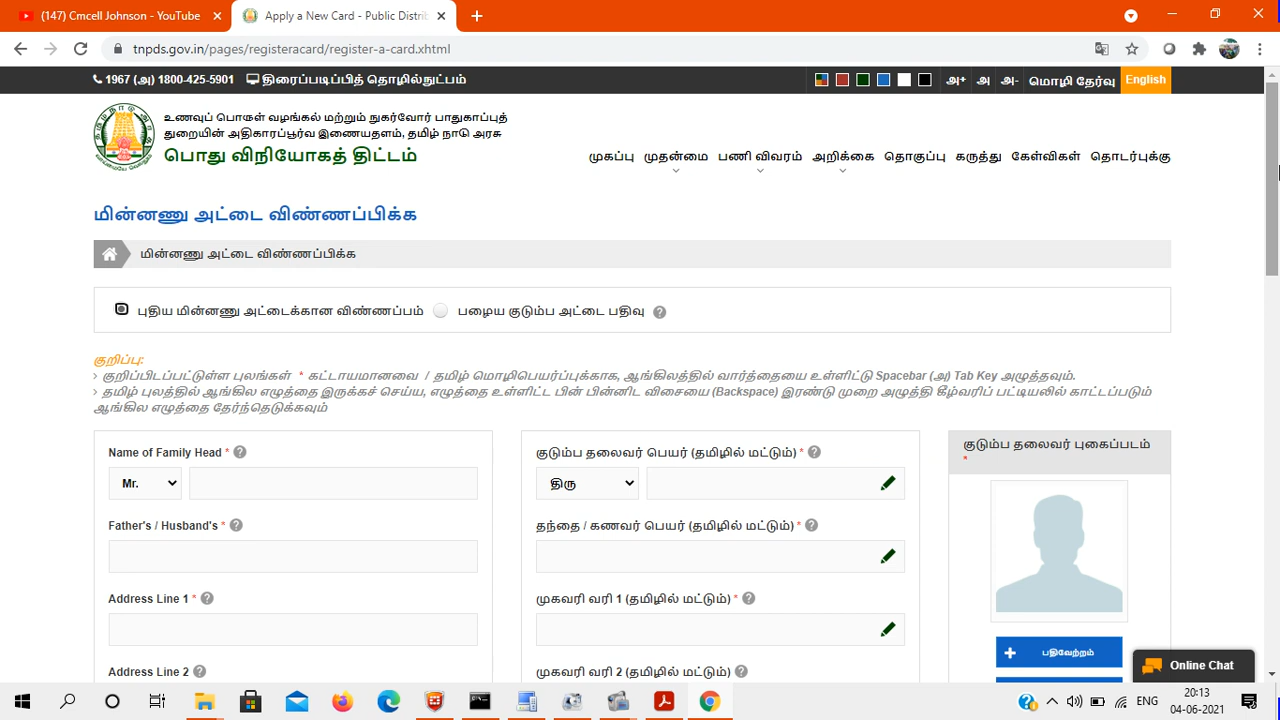 (147) Cmcell Johnson - YouTube
Apply a New Card - Public Distrib
tnpds.gov.in/pages/registeracard/register-a-card.xhtml
1967 (அ) 1800-425-5901 திரைப்படிப்பித் தொழில்நுட்பம்
அ+ அ அ- மொழி தேர்வு English
உணவுப் பொருள் வழங்கல் மற்றும் நுகர்வோர் பாதுகாப்புத்
துறையின் அதிகாரப்பூர்வ இணையதளம், தமிழ் நாடு அரசு
பொது விநியோகத் திட்டம்
முகப்பு முதன்மை பணி விவரம் அறிக்கை தொகுப்பு கருத்து கேள்விகள் தொடர்புக்கு
மின்னணு அட்டை விண்ணப்பிக்க
மின்னணு அட்டை விண்ணப்பிக்க
புதிய மின்னணு அட்டைக்கான விண்ணப்பம் பழைய குடும்ப அட்டை பதிவு ?
குறிப்பு:
› குறிப்பிடப்பட்டுள்ள புலங்கள் * கட்டாயமானவை / தமிழ் மொழிபெயர்ப்புக்காக, ஆங்கிலத்தில் வார்த்தையை உள்ளிட்டு Spacebar (அ) Tab Key அழுத்தவும்.
› தமிழ் புலத்தில் ஆங்கில எழுத்தை இருக்கச் செய்ய, எழுத்தை உள்ளிட்ட பின் பின்னிட விசையை (Backspace) இரண்டு முறை அழுத்தி கீழ்வரிப் பட்டியலில் காட்டப்படும்
ஆங்கில எழுத்தை தேர்ந்தெடுக்கவும்
Name of Family Head * ?
Mr.
Father's / Husband's * ?
Address Line 1 * ?
Address Line 2 ?
குடும்ப தலைவர் பெயர் (தமிழில் மட்டும்) * ?
திரு
தந்தை / கணவர் பெயர் (தமிழில் மட்டும்) * ?
முகவரி வரி 1 (தமிழில் மட்டும்) * ?
முகவரி வரி 2 (தமிழில் மட்டும்) ?
குடும்ப தலைவர் புகைப்படம்
*
+ பதிவேற்றம்
Online Chat
ENG
20:13
04-06-2021